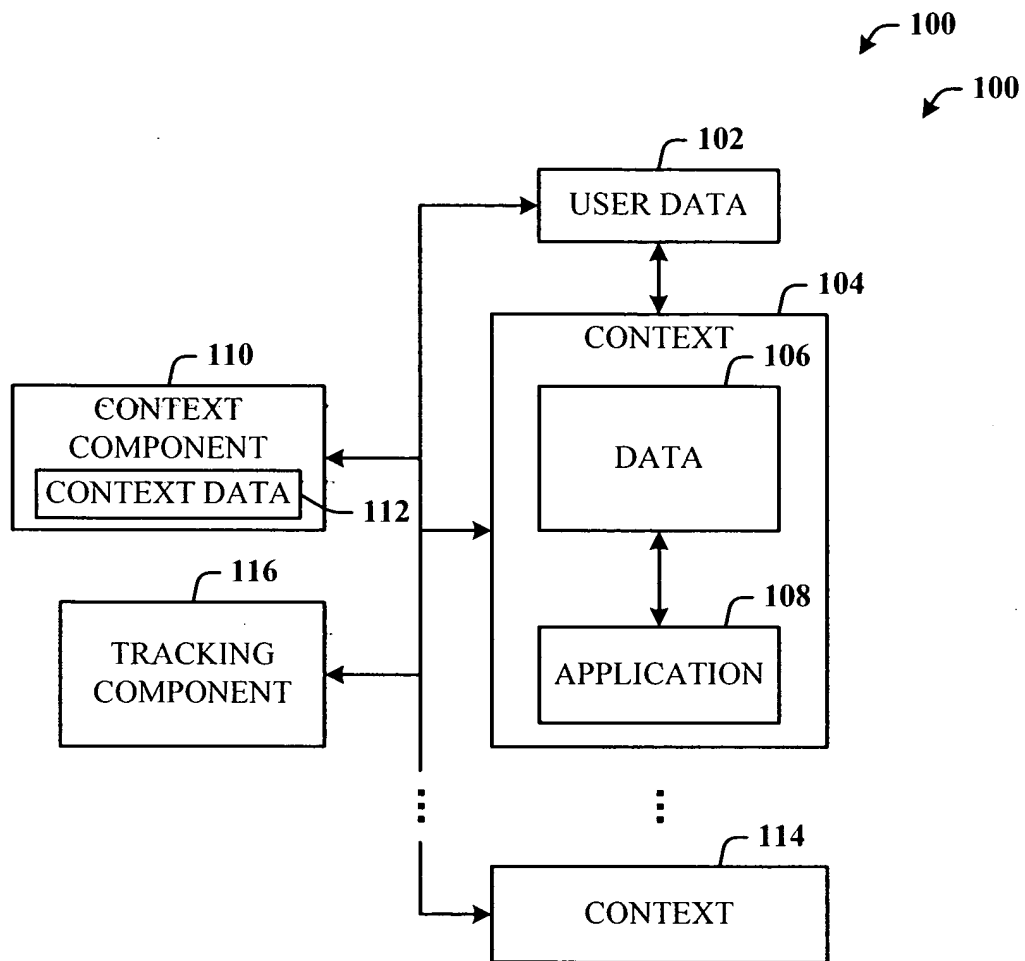 100
100
102
USER DATA
104
CONTEXT
106
DATA
110
CONTEXT
COMPONENT
CONTEXT DATA
112
116
TRACKING
COMPONENT
108
APPLICATION
114
CONTEXT